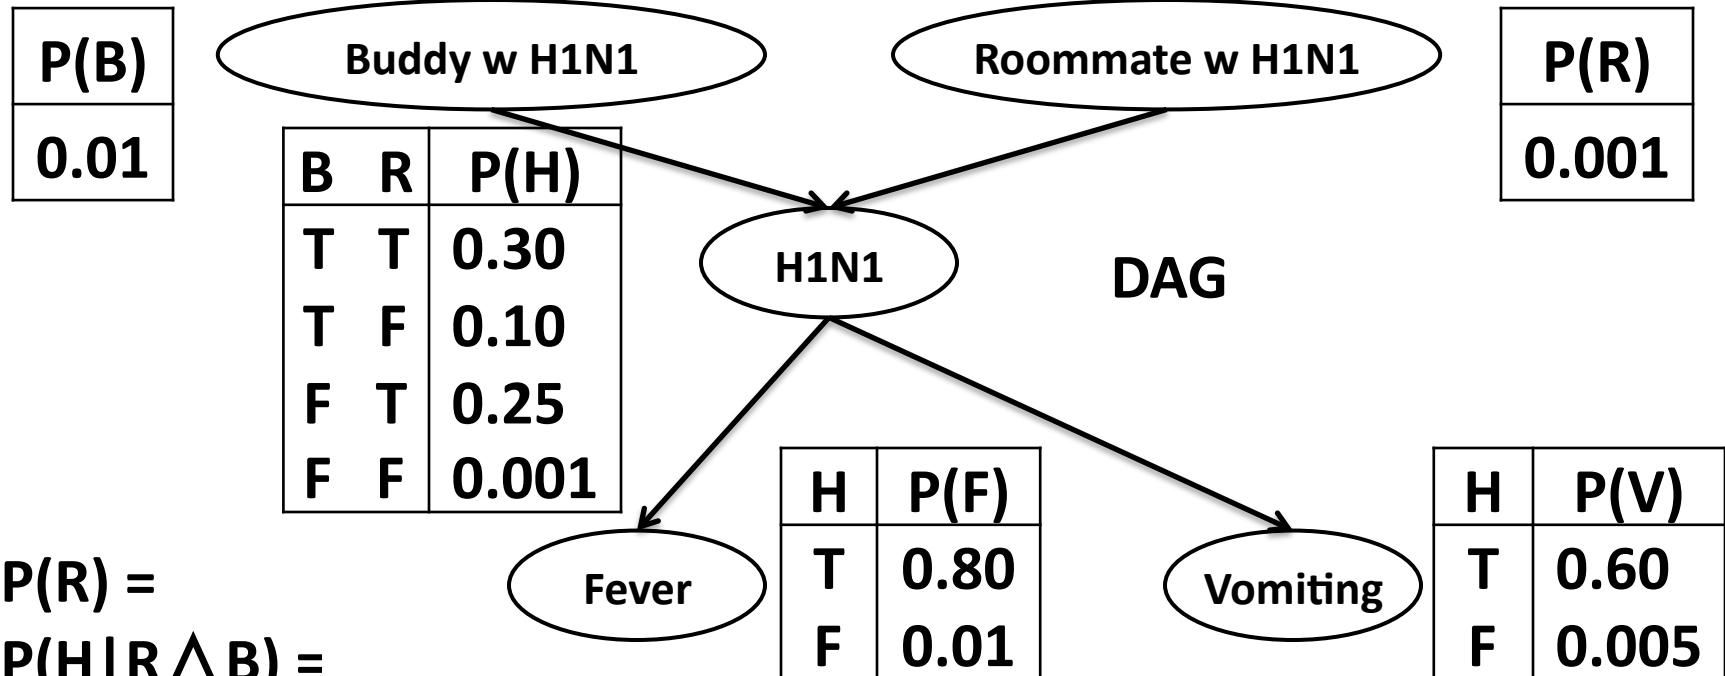 P(B)
0.01
Buddy w H1N1
Roommate w H1N1
P(R)
0.001
B R P(H)
T T 0.30
T F 0.10
F T 0.25
F F 0.001
H1N1
DAG
Fever
H P(F)
T 0.80
F 0.01
Vomiting
H P(V)
T 0.60
F 0.005
P(R) =
P(H|R ∧ B) =